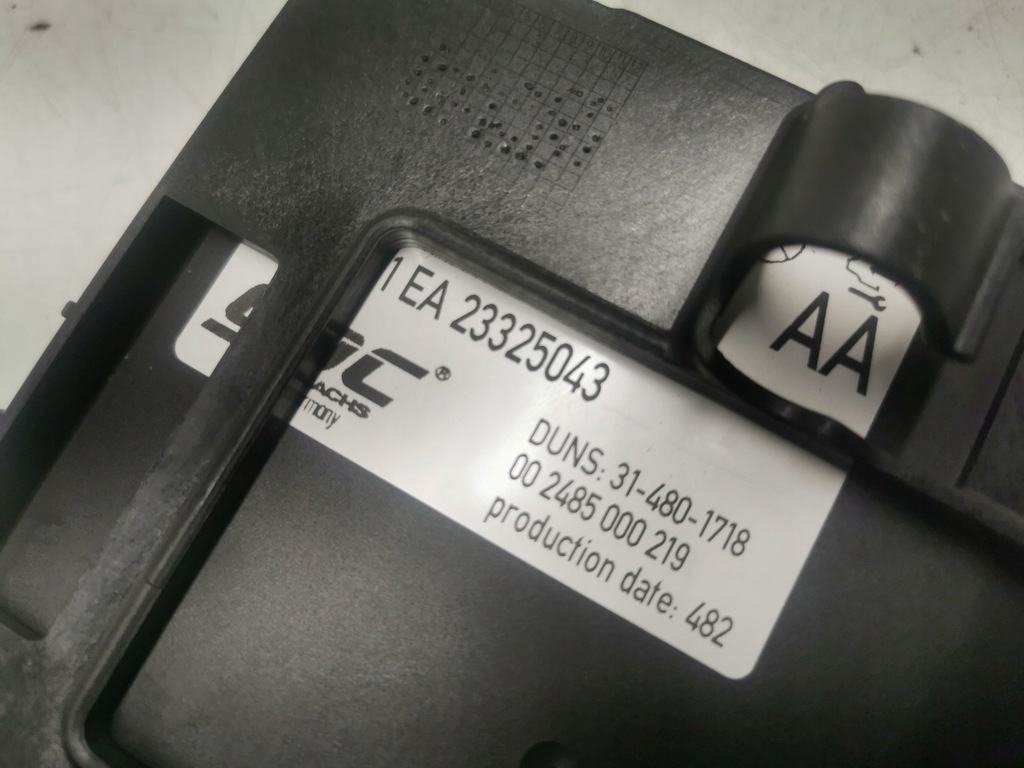 1 EA 23325043
AA
DUNS: 31-480-1718
00 2485 000 219
production date: 482